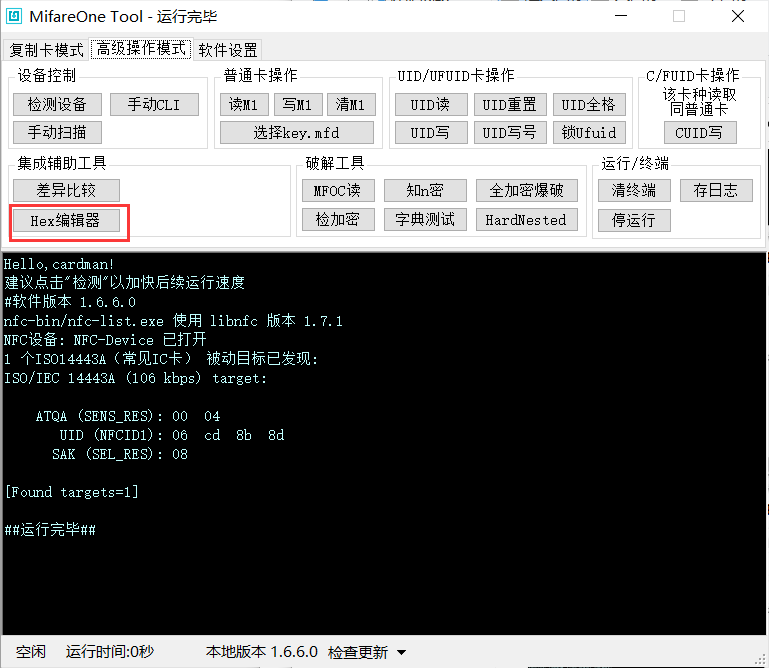 MifareOne Tool - 运行完毕
复制卡模式 高级操作模式 软件设置
设备控制 普通卡操作 UID/UFUID卡操作 C/FUID卡操作
检测设备 手动CLI 读M1 写M1 清M1 UID读 UID重置 UID全格 该卡种读取
同普通卡
手动扫描 选择key.mfd UID写 UID写号 锁Ufuid CUID写
集成辅助工具 破解工具 运行/终端
差异比较 MFOC读 知n密 全加密爆破 清终端 存日志
Hex编辑器 检加密 字典测试 HardNested 停运行
Hello,cardman!
建议点击"检测"以加快后续运行速度
#软件版本 1.6.6.0
nfc-bin/nfc-list.exe 使用 libnfc 版本 1.7.1
NFC设备: NFC-Device 已打开
1 个ISO14443A（常见IC卡） 被动目标已发现:
ISO/IEC 14443A (106 kbps) target:
ATQA (SENS_RES): 00 04
UID (NFCID1): 06 cd 8b 8d
SAK (SEL_RES): 08
[Found targets=1]
##运行完毕##
空闲 运行时间:0秒 本地版本 1.6.6.0 检查更新